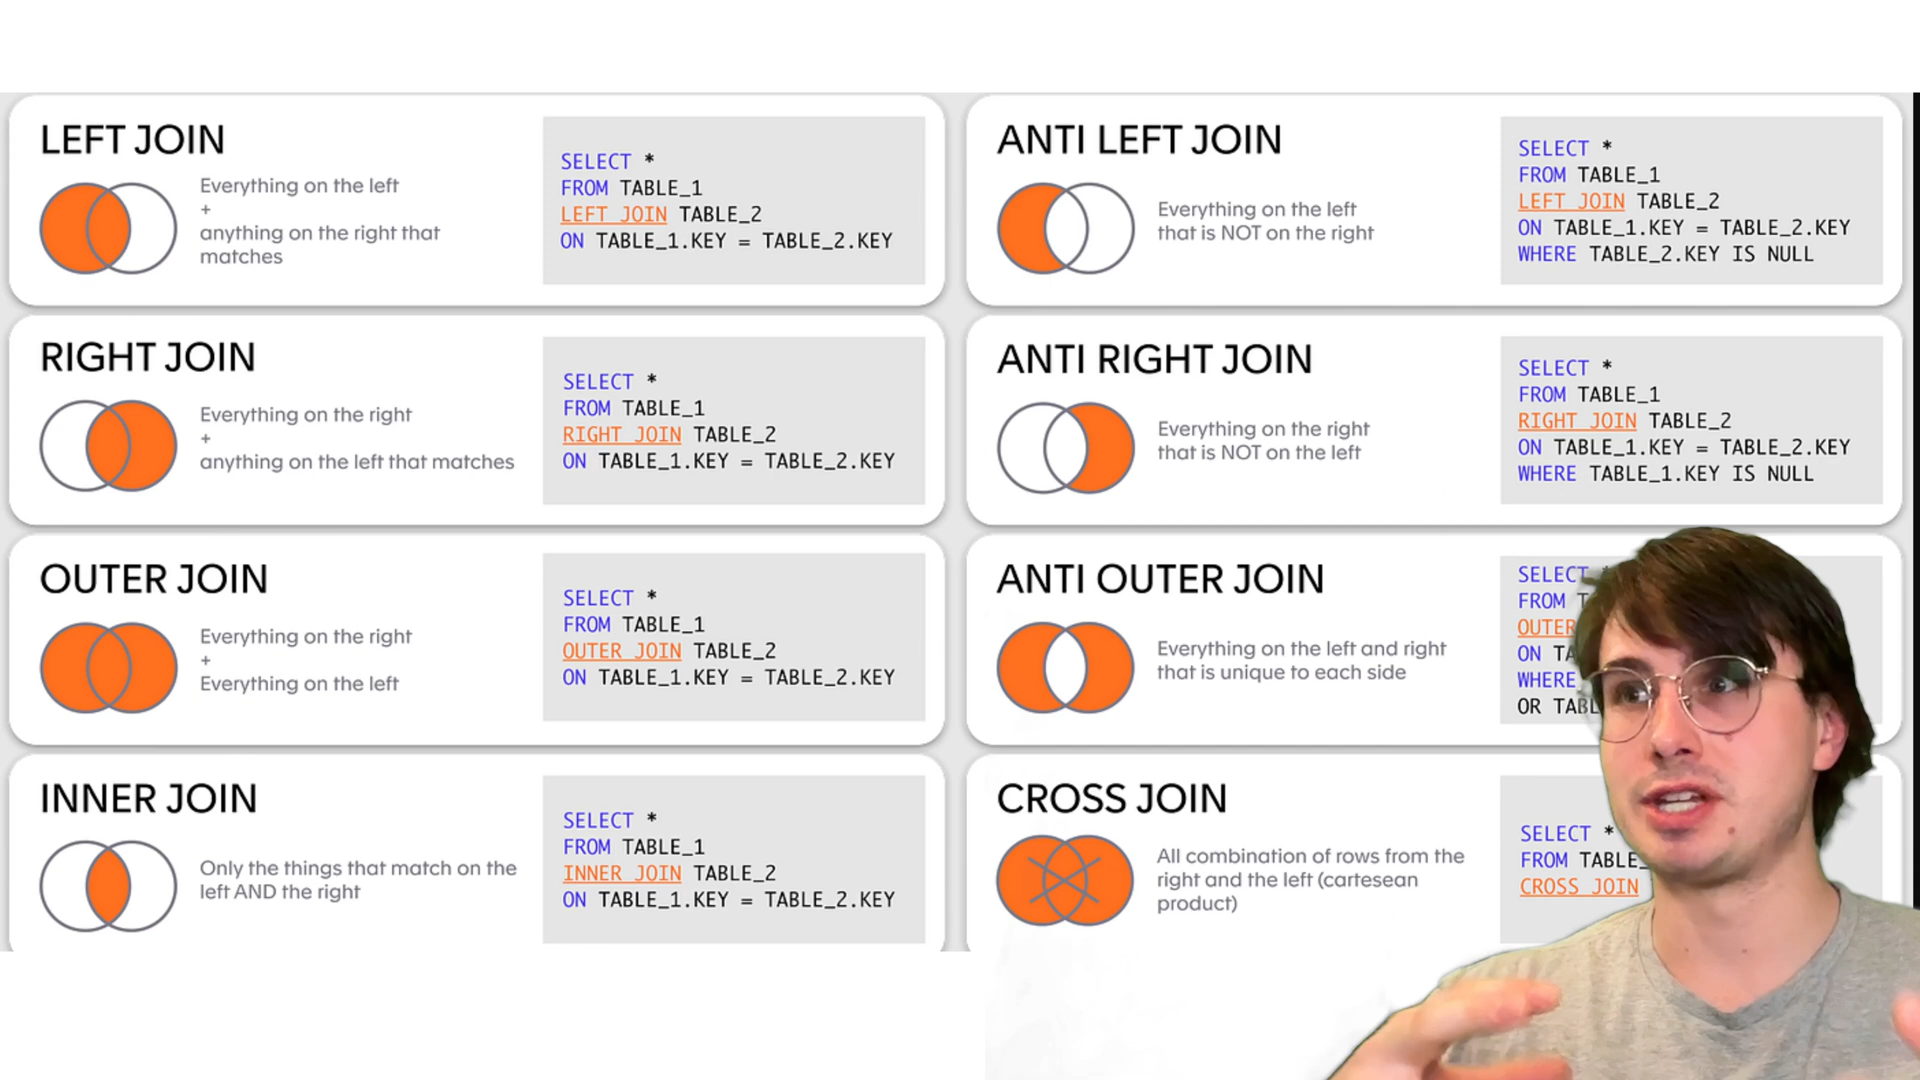 LEFT JOIN
Everything on the left
+
anything on the right that
matches
SELECT *
FROM TABLE_1
LEFT JOIN TABLE_2
ON TABLE_1.KEY = TABLE_2.KEY
ANTI LEFT JOIN
Everything on the left
that is NOT on the right
SELECT *
FROM TABLE_1
LEFT JOIN TABLE_2
ON TABLE_1.KEY = TABLE_2.KEY
WHERE TABLE_2.KEY IS NULL
RIGHT JOIN
Everything on the right
+
anything on the left that matches
SELECT *
FROM TABLE_1
RIGHT JOIN TABLE_2
ON TABLE_1.KEY = TABLE_2.KEY
ANTI RIGHT JOIN
Everything on the right
that is NOT on the left
SELECT *
FROM TABLE_1
RIGHT JOIN TABLE_2
ON TABLE_1.KEY = TABLE_2.KEY
WHERE TABLE_1.KEY IS NULL
OUTER JOIN
Everything on the right
+
Everything on the left
SELECT *
FROM TABLE_1
OUTER JOIN TABLE_2
ON TABLE_1.KEY = TABLE_2.KEY
ANTI OUTER JOIN
Everything on the left and right
that is unique to each side
SELECT
FROM
OUTER
ON
WHERE
OR
INNER JOIN
Only the things that match on the
left AND the right
SELECT *
FROM TABLE_1
INNER JOIN TABLE_2
ON TABLE_1.KEY = TABLE_2.KEY
CROSS JOIN
All combination of rows from the
right and the left (cartesean
product)
SELECT *
FROM TABLE_
CROSS JOIN